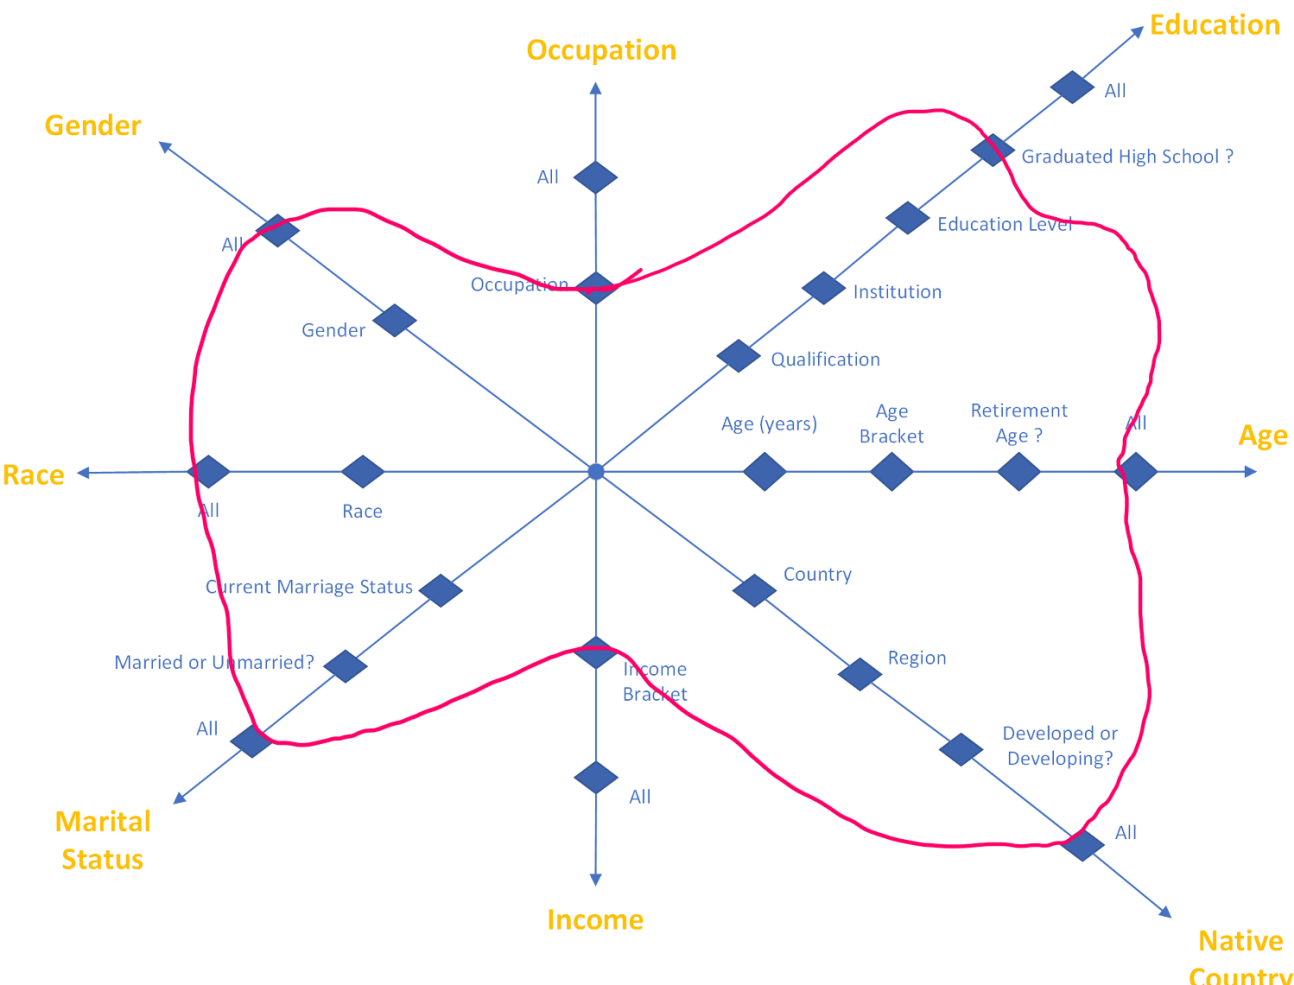 Education
Occupation
All
Gender
Graduated High School ?
All
Education Level
All
Occupation
Institution
Gender
Qualification
Age (years)
Age
Bracket
Retirement
Age ?
All
Age
Race
All
Race
Country
Current Marriage Status
Region
Married or Unmarried?
Income
Bracket
All
Developed or
Developing?
All
All
Marital
Status
Income
Native
Country